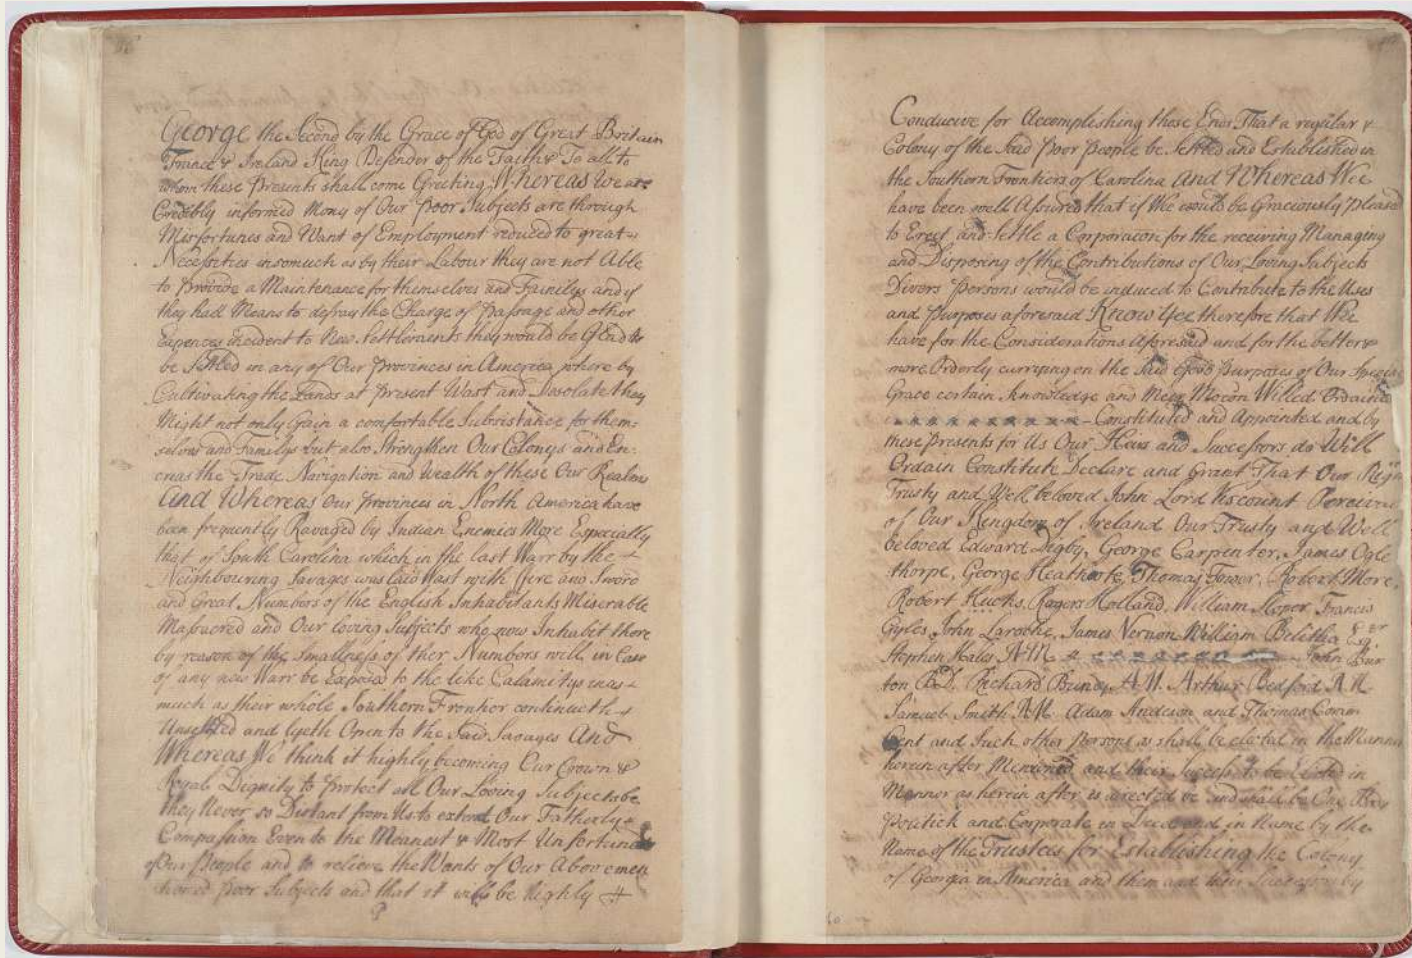 George the Second by the Grace of God of Great Britain
France & Ireland King Defender of the Faith & To all to
whom these Presents shall come Greeting Whereas We are
Credibly informed Many of Our Poor Subjects are through
Misfortunes and Want of Employment reduced to great
Necessities insomuch as by their Labour they are not Able
to Provide a Maintenance for themselves and Familys and if
they had Means to defray the Charge of Passage and other
Expences incident to New Settlements they would be Glad to
be Settled in any of Our Provinces in America where by
Cultivating the Lands at Present Wast and Desolate they
Might not only Gain a comfortable Subsistance for them=
selves and Familys but also Strengthen Our Colonys and En:
creas the Trade Navigation and Wealth of these Our Realms
And Whereas Our Provinces in North America have
been frequently Ravaged by Indian Enemies More Especially
that of South Carolina which in the last Warr by the
Neighbouring Savages was laid Wast with Fire and Sword
and Great Numbers of the English Inhabitants Miserable
Massacred and Our loving Subjects who now Inhabit there
by reason of the Smallness of ther Numbers will in Case
of any new Warr be Exposed to the like Calamitys inas
much as their whole Southern Frontier continueth
Unsettled and lyeth Open to the Said Savages And
Whereas We think it highly becoming Our Crown &
Royal Dignity to Protect all Our Loving Subjects be
they Never so Distant from Us to extend Our Fatherly
Compassion Even to the Meanest & Most Unfortunate
of Our People and to relieve the Wants of Our Above men
tioned poor Subjects and that it will be highly
Conducive for Accomplishing those Ends That a regular &
Colony of the Said Poor People be Settled and Established in
the Southern Frontiers of Carolina And Whereas We
have been well Assured that if We would be Graciously Pleased
to Erect and Settle a Corporacon for the receiving Managing
and Disposing of the Contributions of Our Loving Subjects
Divers Persons would be induced to Contribute to the Uses
and Purposes aforesaid Know Yee therefore that We
have for the Considerations Aforesaid and for the better &
more Orderly carrying on the Said Good Purposes of Our Special
Grace certain Knowledge and Meer Mocon Willed Ordaind
Constituted and Appointed and by
these Presents for Us Our Heirs and Successors do Will
Ordain Constitute Declare and Grant That Our Right
Trusty and Well beloved John Lord Viscount Percival
of Our Kingdom of Ireland Our Trusty and Well
beloved Edward Digby, George Carpenter, James Ogle
thorpe, George Heathcote, Thomas Tower, Robert More,
Robert Hucks, Rogers Holland, William Sloper, Francis
Eyles John Laroche, James Vernon William Belitha Esqr
Stephen Hales A.M. John Bur
ton B.D. Richard Bundy A.M. Arthur Bedford A.M.
Samuel Smith A.M. Adam Anderson and Thomas Coram
Gent and Such other Persons as shall be elected in the Manner
herein after Mentioned and their Success to be Elected in
Manner as herein after is directed be and shall be One Body
Politick and Corporate in Deed and in Name by the
Name of the Trustees for Establishing the Colony
of Georgia in America and them and their Successors by